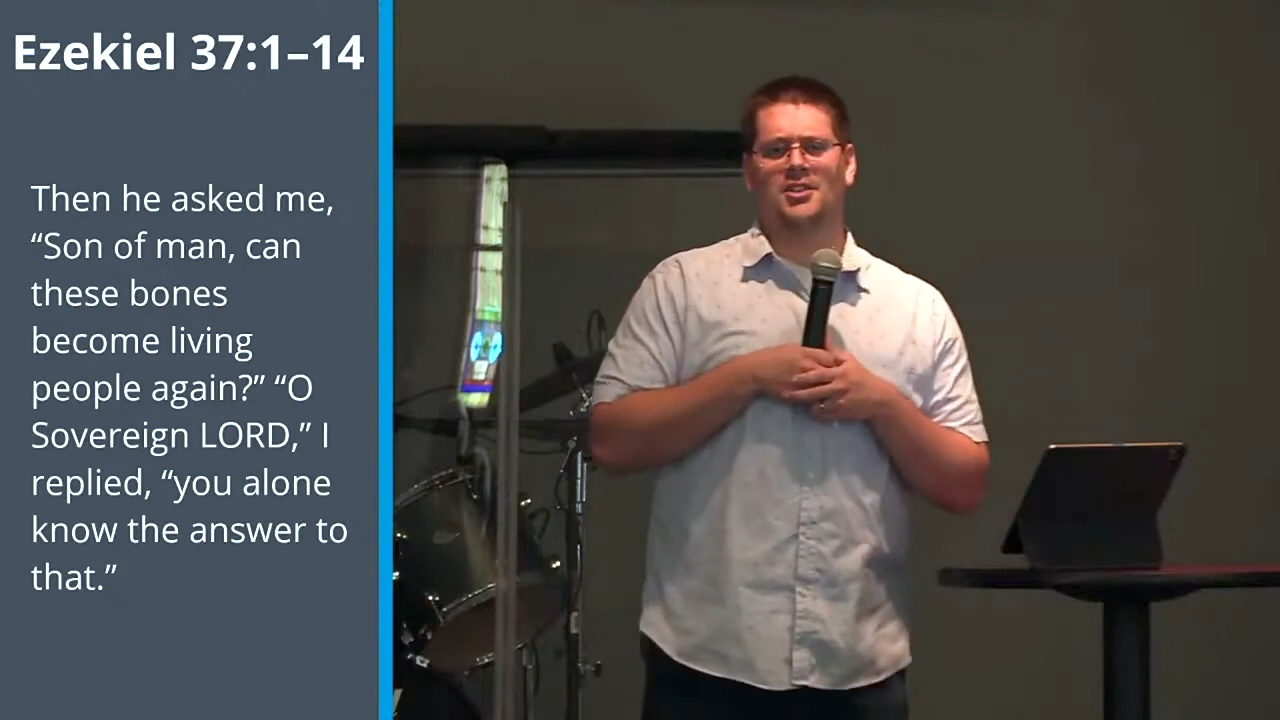 Ezekiel 37:1–14
Then he asked me,
“Son of man, can
these bones
become living
people again?” “O
Sovereign LORD,” I
replied, “you alone
know the answer to
that.”